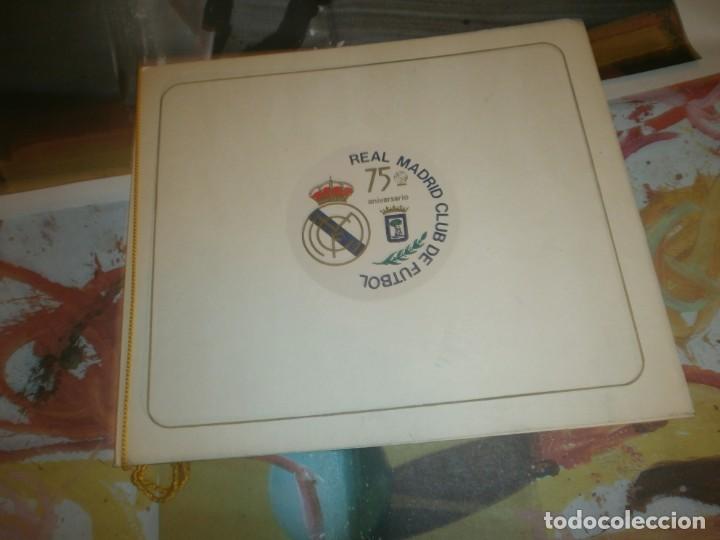 REAL MADRID CLUB DE FUTBOL
75
aniversario
todocoleccion